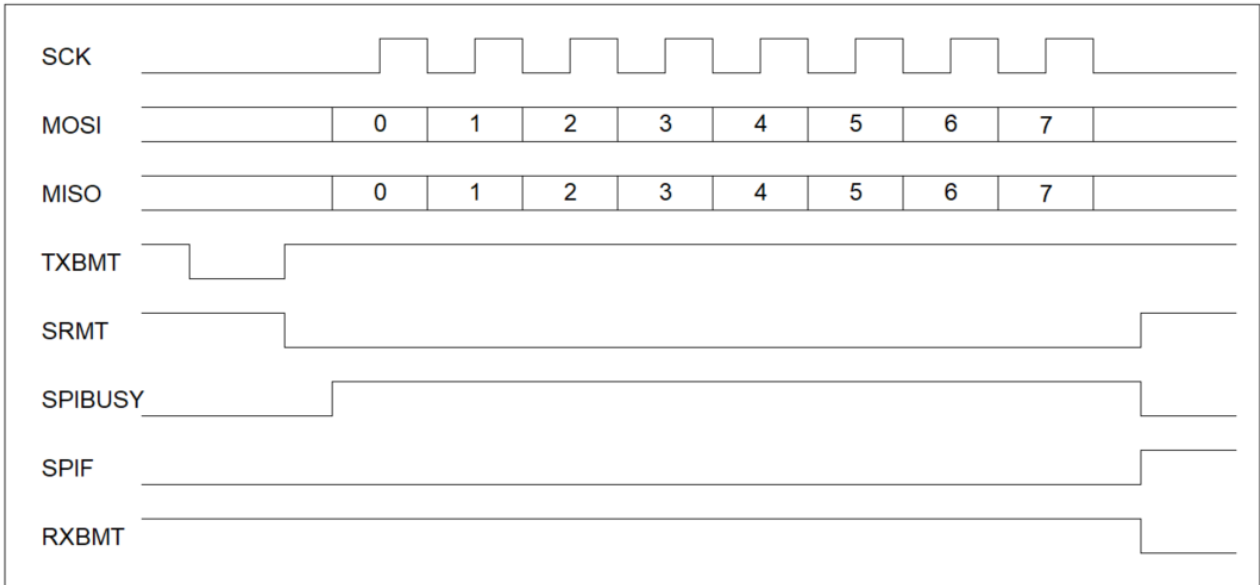 SCK
MOSI 0 1 2 3 4 5 6 7
MISO 0 1 2 3 4 5 6 7
TXBMT
SRMT
SPIBUSY
SPIF
RXBMT